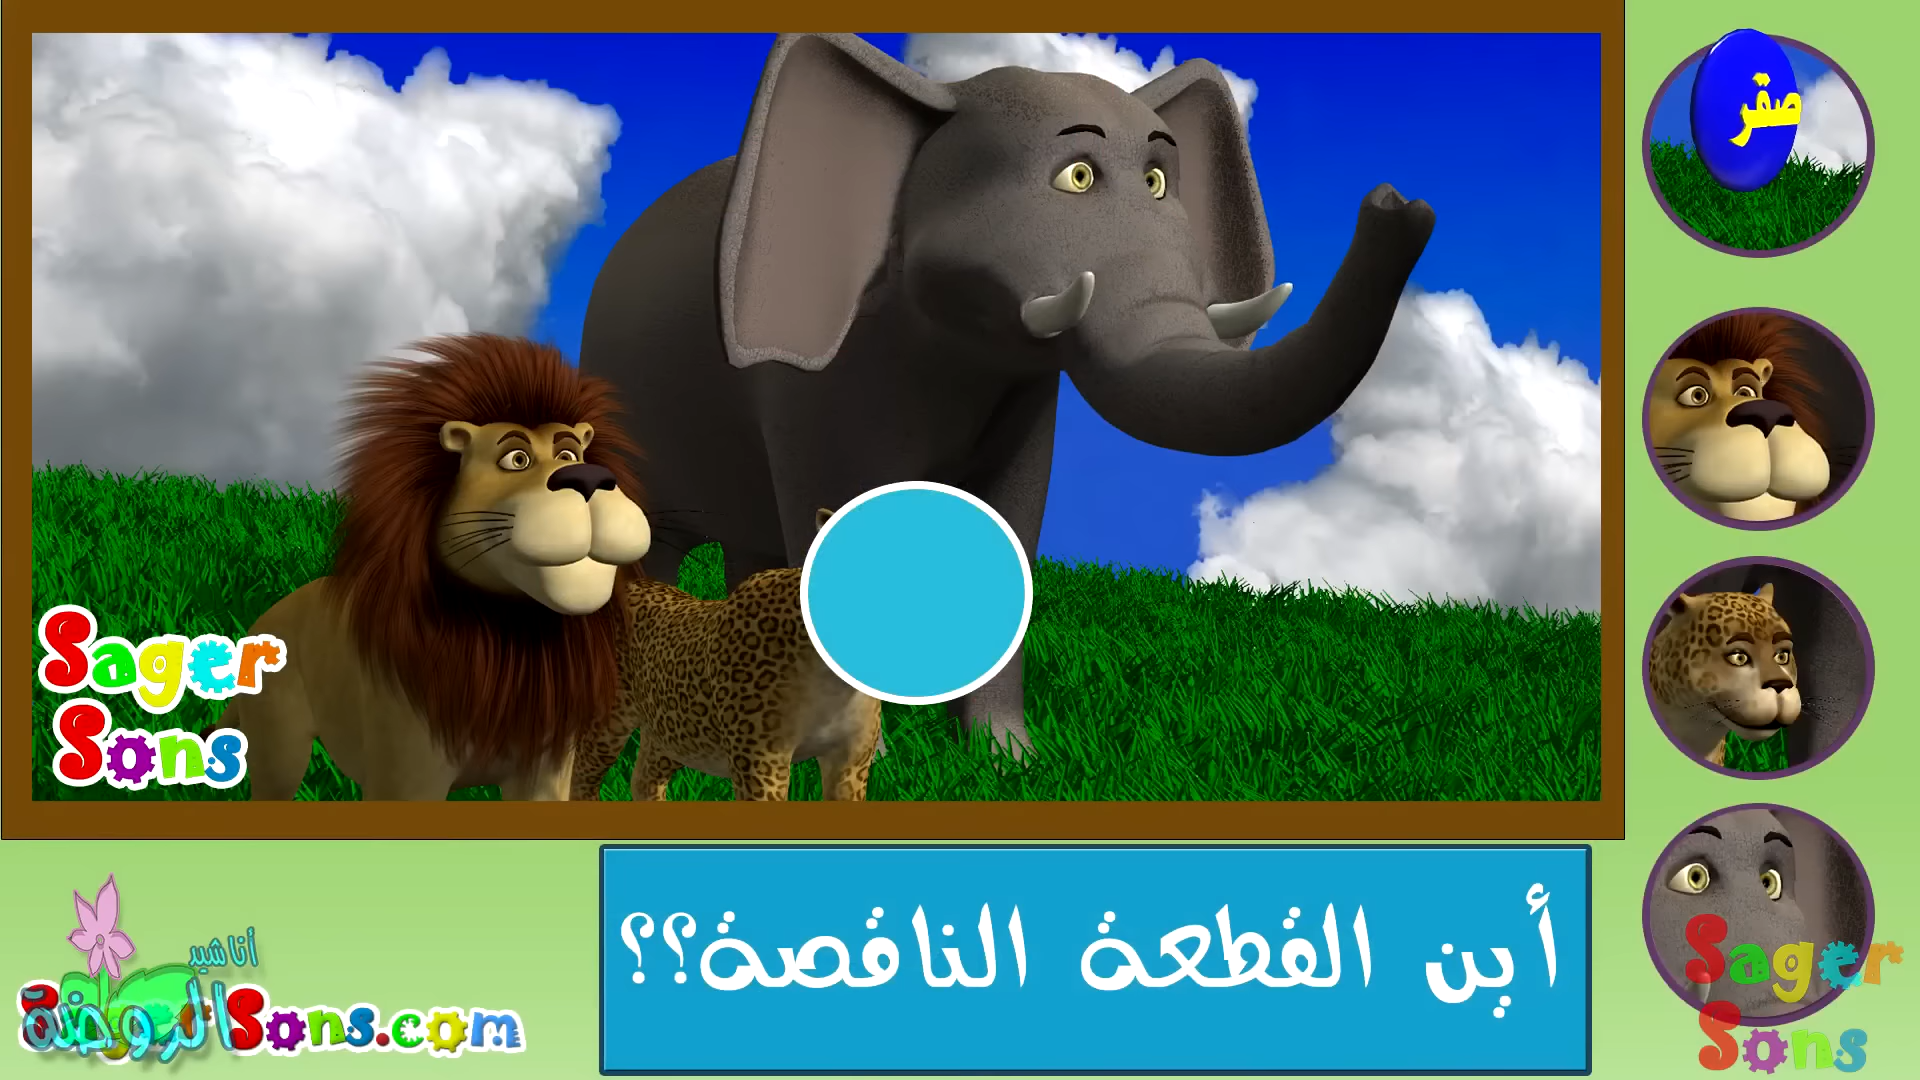 صفر
Sager
Sons
أين القطعة الناقصة؟؟
أناشيد
الروضة
Sons.com
Sager
Sons